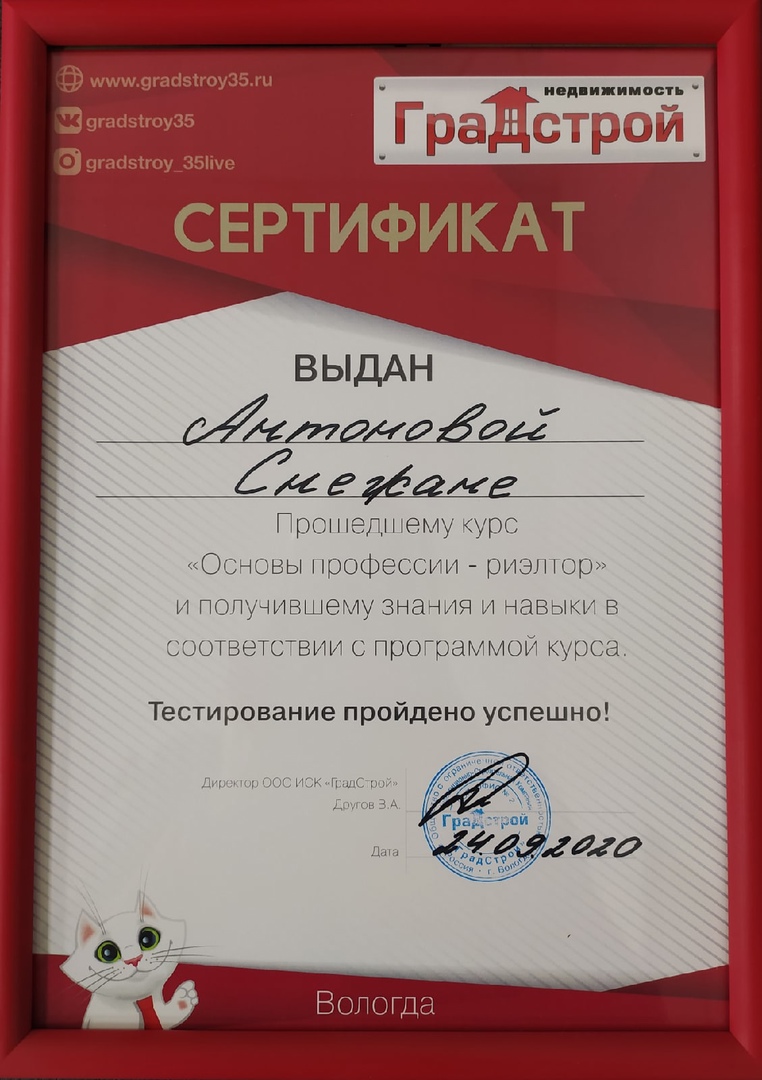 www.gradstroy35.ru
gradstroy35
gradstroy_35live
недвижимость
ГраДстрой
СЕРТИФИКАТ
ВЫДАН
Антоновой
Снежане
Прошедшему курс
«Основы профессии - риэлтор»
и получившему знания и навыки в
соответствии с программой курса.
Тестирование пройдено успешно!
Директор ООС ИСК «ГрадСтрой»
Другов З.А.
Дата
24.09.2020
ГраДстрой
Вологда